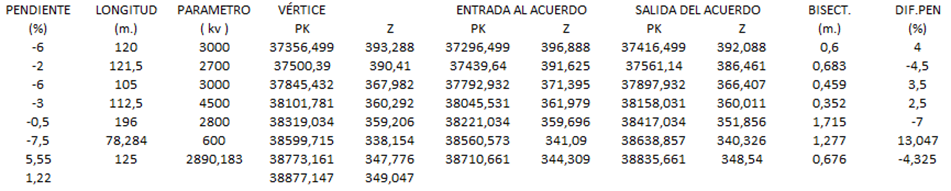 PENDIENTE LONGITUD PARAMETRO VÉRTICE ENTRADA AL ACUERDO SALIDA DEL ACUERDO BISECT. DIF.PEN
(%) (m.) ( kv ) PK Z PK Z PK Z (m.) (%)
-6 120 3000 37356,499 393,288 37296,499 396,888 37416,499 392,088 0,6 4
-2 121,5 2700 37500,39 390,41 37439,64 391,625 37561,14 386,461 0,683 -4,5
-6 105 3000 37845,432 367,982 37792,932 371,395 37897,932 366,407 0,459 3,5
-3 112,5 4500 38101,781 360,292 38045,531 361,979 38158,031 360,011 0,352 2,5
-0,5 196 2800 38319,034 359,206 38221,034 359,696 38417,034 351,856 1,715 -7
-7,5 78,284 600 38599,715 338,154 38560,573 341,09 38638,857 340,326 1,277 13,047
5,55 125 2890,183 38773,161 347,776 38710,661 344,309 38835,661 348,54 0,676 -4,325
1,22 38877,147 349,047